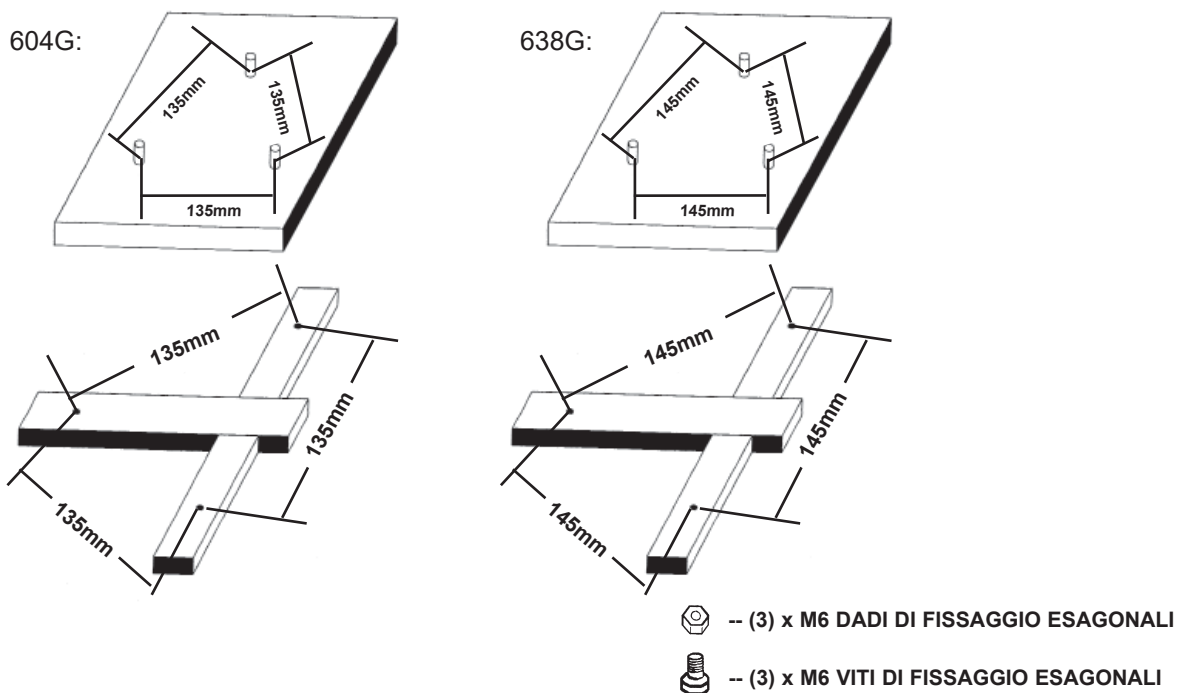 604G:
135mm
135mm
135mm
638G:
145mm
145mm
145mm
135mm
135mm
135mm
145mm
145mm
145mm
-- (3) x M6 DADI DI FISSAGGIO ESAGONALI
-- (3) x M6 VITI DI FISSAGGIO ESAGONALI